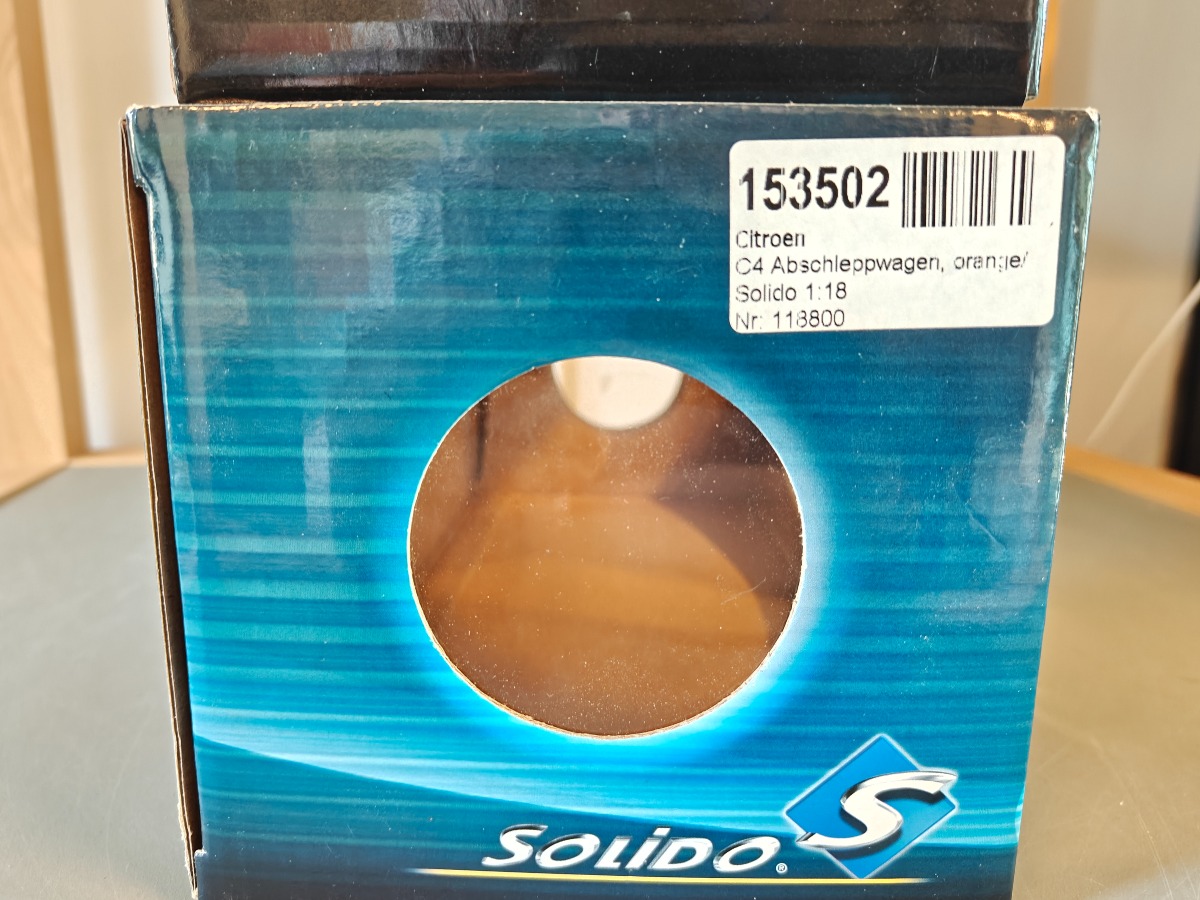 153502
Citroen
C4 Abschleppwagen, orange/
Solido 1:18
Nr: 118800
S
SOLiDO®